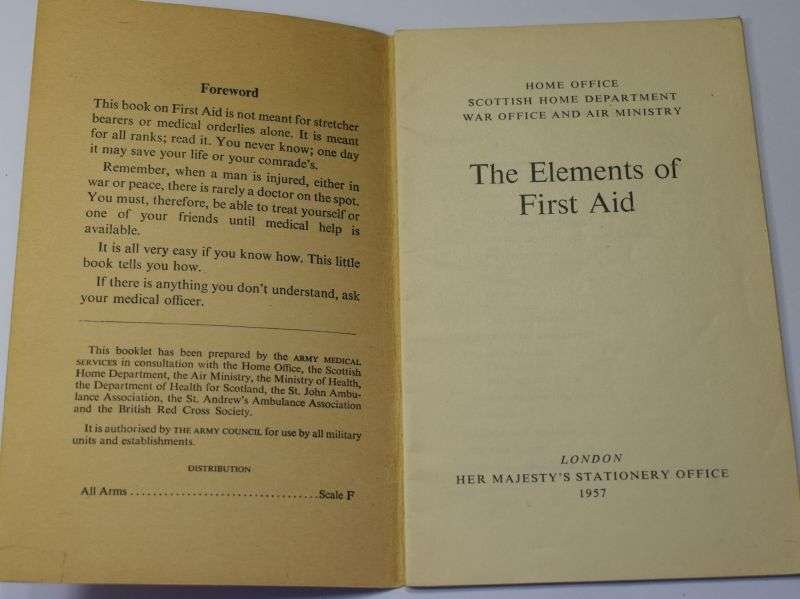 Foreword
This book on First Aid is not meant for stretcher
bearers or medical orderlies alone. It is meant
for all ranks; read it. You never know; one day
it may save your life or your comrade's.
Remember, when a man is injured, either in
war or peace, there is rarely a doctor on the spot.
You must, therefore, be able to treat yourself or
one of your friends until medical help is
available.
It is all very easy if you know how. This little
book tells you how.
If there is anything you don't understand, ask
your medical officer.
This booklet has been prepared by the ARMY MEDICAL
SERVICES in consultation with the Home Office, the Scottish
Home Department, the Air Ministry, the Ministry of Health,
the Department of Health for Scotland, the St. John Ambu-
lance Association, the St. Andrew's Ambulance Association
and the British Red Cross Society.
It is authorised by THE ARMY COUNCIL for use by all military
units and establishments.
DISTRIBUTION
All Arms ................................. Scale F
HOME OFFICE
SCOTTISH HOME DEPARTMENT
WAR OFFICE AND AIR MINISTRY
The Elements of
First Aid
LONDON
HER MAJESTY'S STATIONERY OFFICE
1957